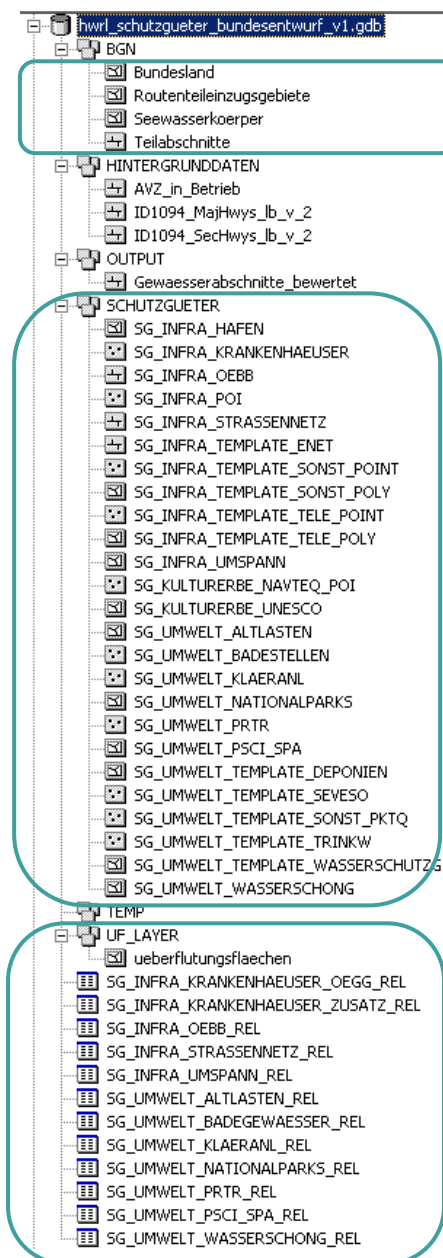 hwrl_schutzgueter_bundesentwurf_v1.gdb
BGN
Bundesland
Routenteileinzugsgebiete
Seewasserkoerper
Teilabschnitte
HINTERGRUNDDATEN
AVZ_in_Betrieb
ID1094_MajHwys_lb_v_2
ID1094_SecHwys_lb_v_2
OUTPUT
Gewaesserabschnitte_bewertet
SCHUTZGUETER
SG_INFRA_HAFEN
SG_INFRA_KRANKENHAEUSER
SG_INFRA_OEBB
SG_INFRA_POI
SG_INFRA_STRASSENNETZ
SG_INFRA_TEMPLATE_ENET
SG_INFRA_TEMPLATE_SONST_POINT
SG_INFRA_TEMPLATE_SONST_POLY
SG_INFRA_TEMPLATE_TELE_POINT
SG_INFRA_TEMPLATE_TELE_POLY
SG_INFRA_UMSPANN
SG_KULTURERBE_NAVTEQ_POI
SG_KULTURERBE_UNESCO
SG_UMWELT_ALTLASTEN
SG_UMWELT_BADESTELLEN
SG_UMWELT_KLAERANL
SG_UMWELT_NATIONALPARKS
SG_UMWELT_PRTR
SG_UMWELT_PSCI_SPA
SG_UMWELT_TEMPLATE_DEPONIEN
SG_UMWELT_TEMPLATE_SEVESO
SG_UMWELT_TEMPLATE_SONST_PKTQ
SG_UMWELT_TEMPLATE_TRINKW
SG_UMWELT_TEMPLATE_WASSERSCHUTZG
SG_UMWELT_WASSERSCHONG
TEMP
UF_LAYER
ueberflutungsflaechen
SG_INFRA_KRANKENHAEUSER_OEGG_REL
SG_INFRA_KRANKENHAEUSER_ZUSATZ_REL
SG_INFRA_OEBB_REL
SG_INFRA_STRASSENNETZ_REL
SG_INFRA_UMSPANN_REL
SG_UMWELT_ALTLASTEN_REL
SG_UMWELT_BADEGEWAESSER_REL
SG_UMWELT_KLAERANL_REL
SG_UMWELT_NATIONALPARKS_REL
SG_UMWELT_PRTR_REL
SG_UMWELT_PSCI_SPA_REL
SG_UMWELT_WASSERSCHONG_REL